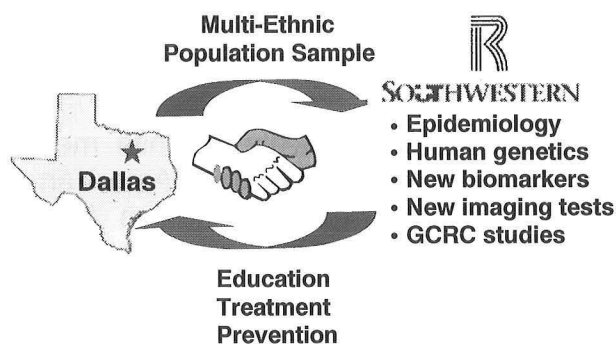 Multi-Ethnic
Population Sample
R
SOUTHWESTERN
Dallas
• Epidemiology
• Human genetics
• New biomarkers
• New imaging tests
• GCRC studies
Education
Treatment
Prevention